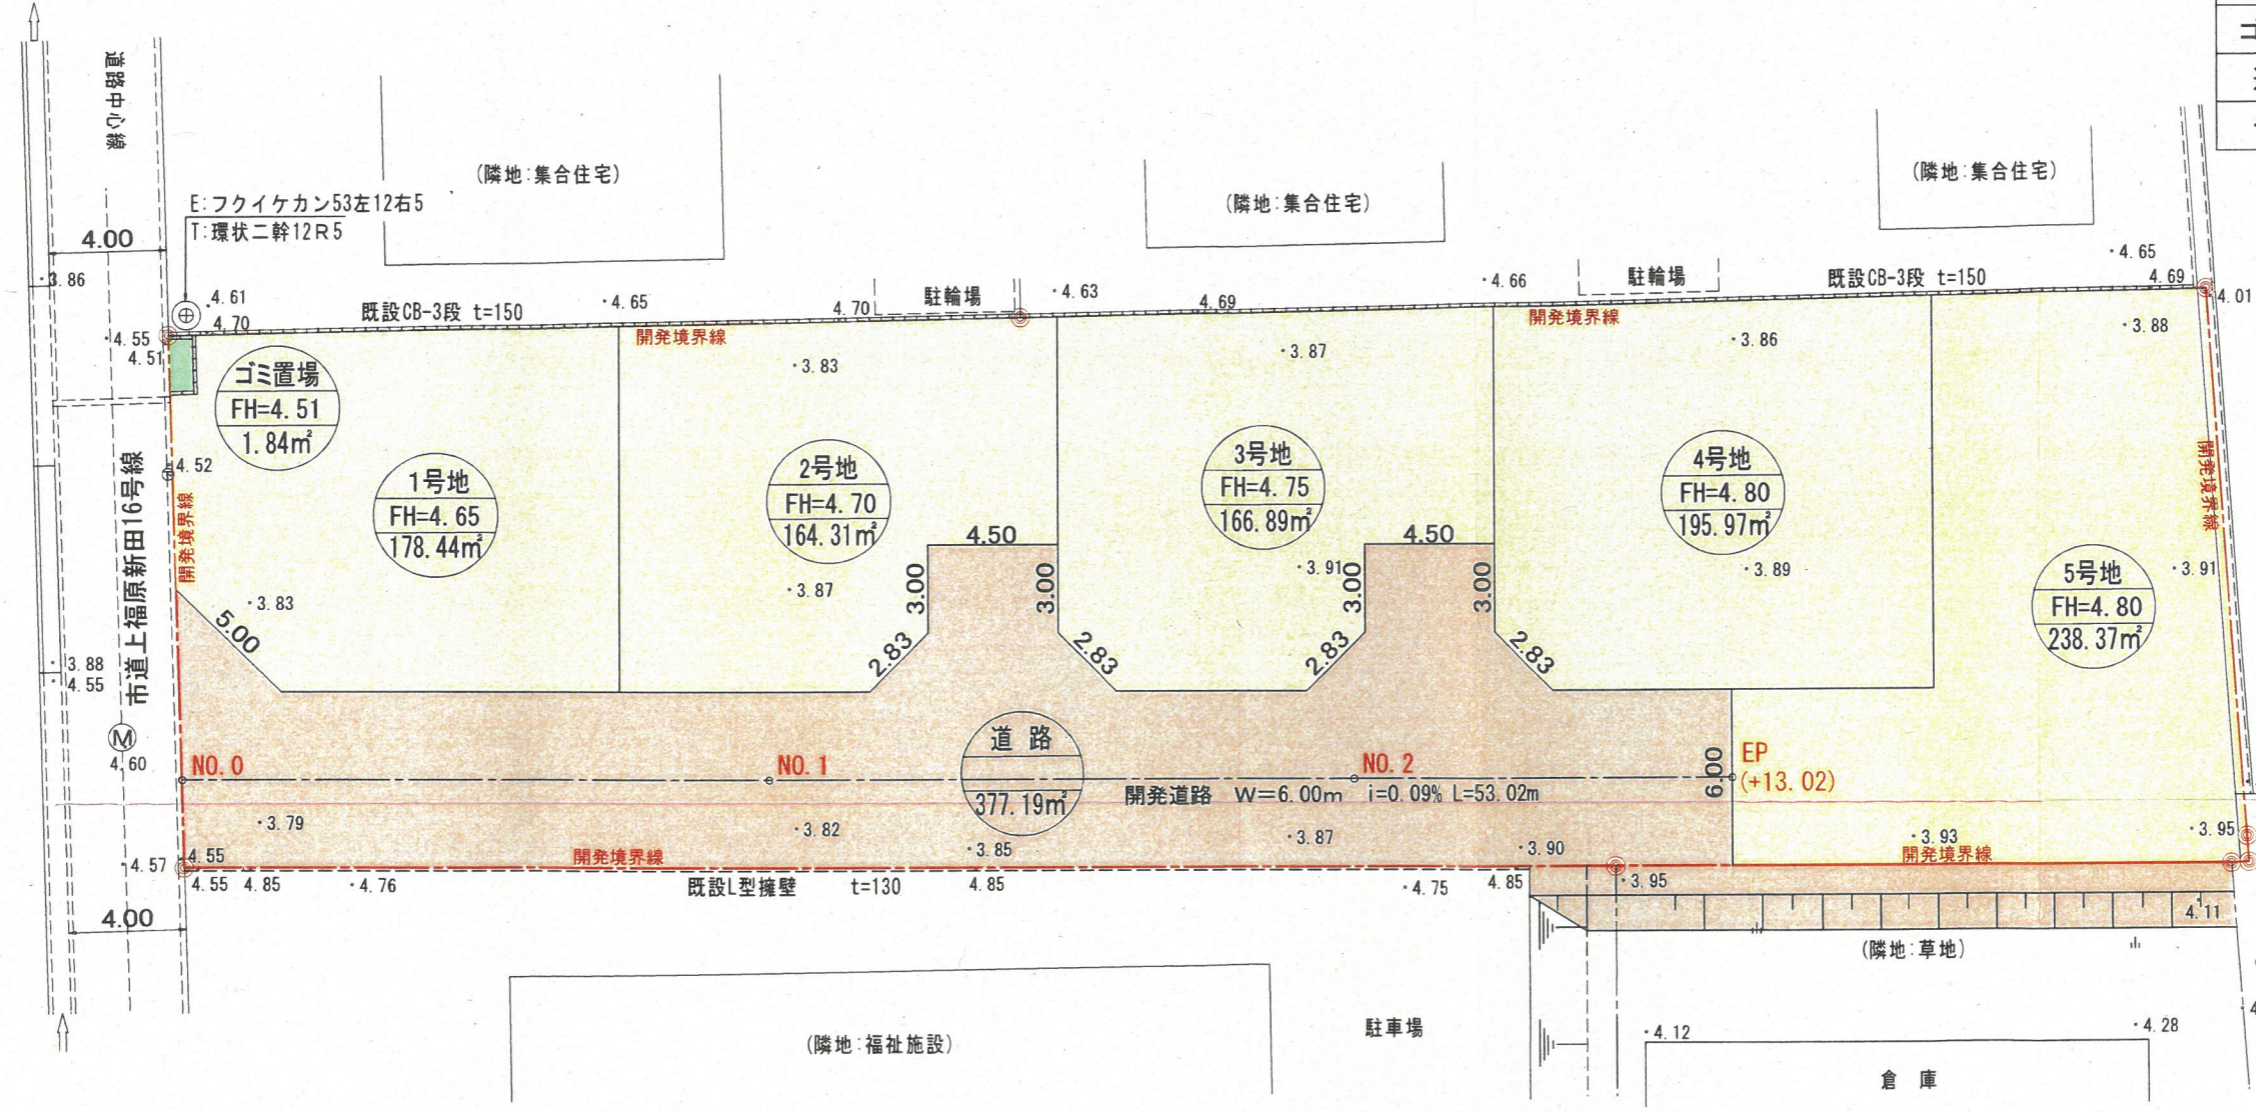 道路中心線
(隣地:集合住宅)
(隣地:集合住宅)
(隣地:集合住宅)
E:フクイケカン53左12右5
T:環状二幹12R5
4.00
・3.86
・4.61
4.70
既設CB-3段 t=150
・4.65
4.70
駐輪場
・4.63
4.69
・4.66
駐輪場
既設CB-3段 t=150
・4.65
4.69
4.01
・4.55
4.51
開発境界線
開発境界線
・3.83
・3.87
・3.86
・3.88
ゴミ置場
FH=4.51
1.84㎡
4.52
開発境界線
市道上福原新田16号線
1号地
FH=4.65
178.44㎡
2号地
FH=4.70
164.31㎡
3号地
FH=4.75
166.89㎡
4号地
FH=4.80
195.97㎡
5号地
FH=4.80
238.37㎡
開発境界線
4.50
4.50
・3.83
・3.87
・3.91
・3.89
・3.91
5.00
3.00
3.00
3.00
3.00
2.83
2.83
2.83
2.83
・3.88
・4.55
M
4.60
NO.0
NO.1
道路
377.19㎡
NO.2
開発道路 W=6.00m i=0.09% L=53.02m
6.00
EP
(+13.02)
・3.79
・3.82
・3.85
・3.87
・3.90
・3.93
・3.95
・4.57
4.55
開発境界線
開発境界線
4.55
4.85
・4.76
既設L型擁壁 t=130
4.85
・4.75
4.85
・3.95
4.11
4.00
(隣地:草地)
(隣地:福祉施設)
駐車場
・4.12
・4.28
倉庫